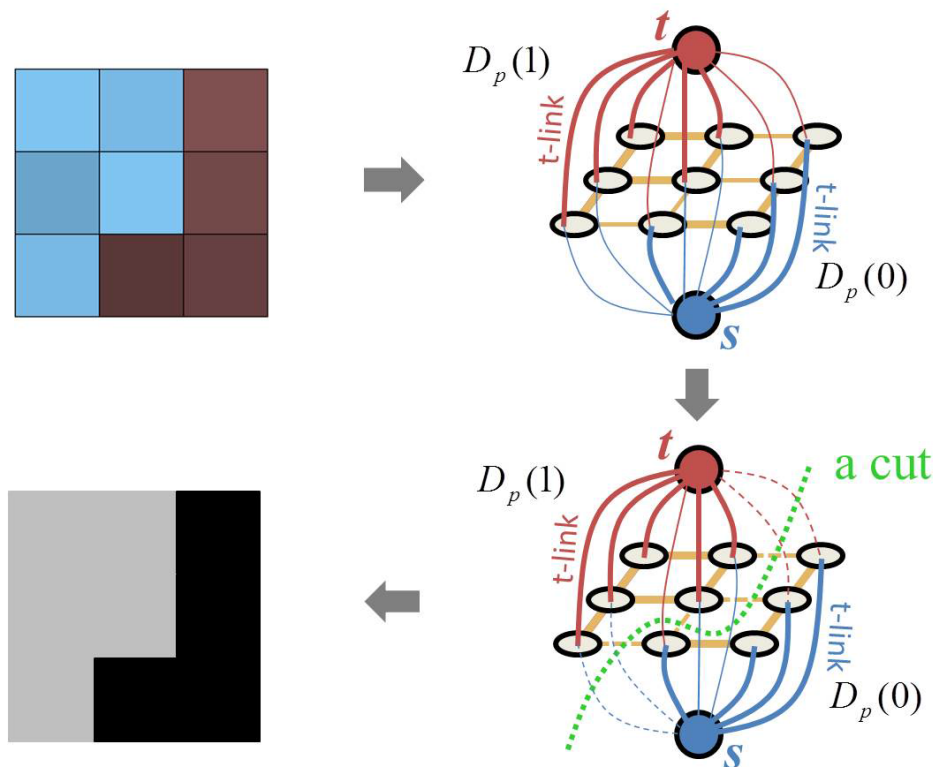 t
D_p(1)
t-link
t-link
D_p(0)
s
t
a cut
D_p(1)
t-link
t-link
D_p(0)
s